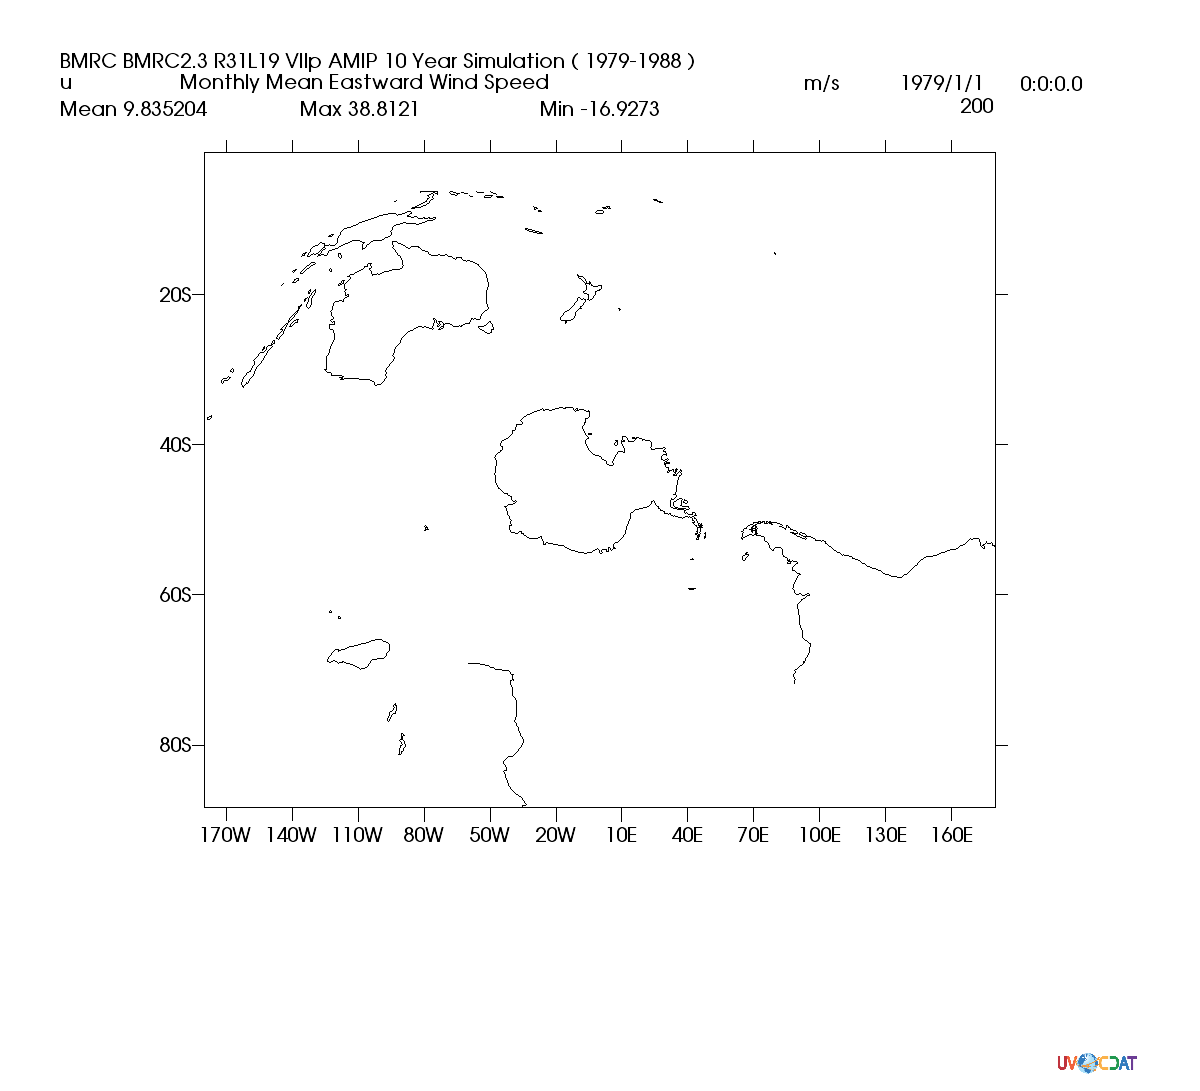 BMRC BMRC2.3 R31L19 VIIp AMIP 10 Year Simulation ( 1979-1988 )
u Monthly Mean Eastward Wind Speed m/s 1979/1/1 0:0:0.0
Mean 9.835204 Max 38.8121 Min -16.9273 200
20S
40S
60S
80S
170W 140W 110W 80W 50W 20W 10E 40E 70E 100E 130E 160E
UV CDAT